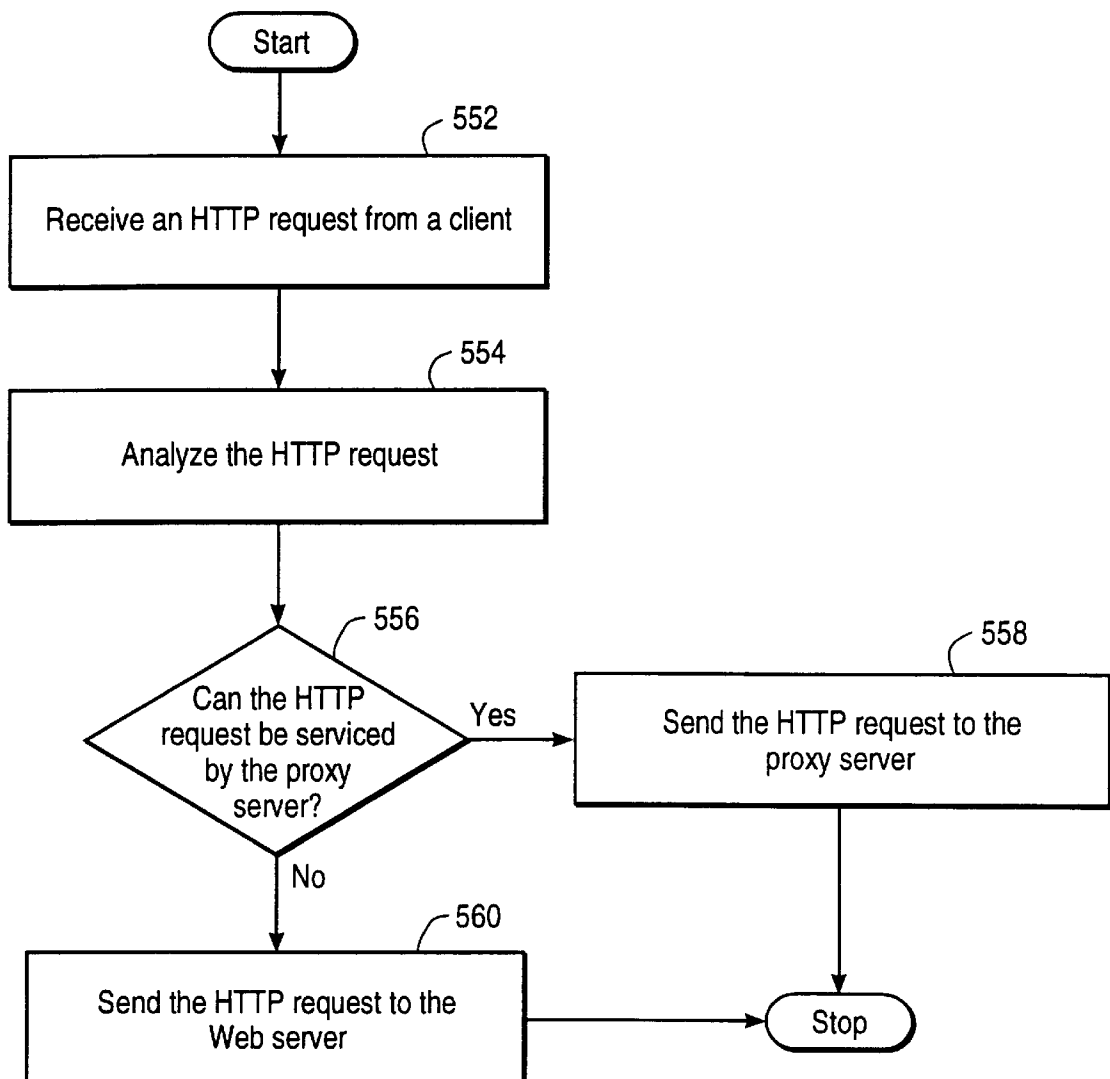 Start
552
Receive an HTTP request from a client
554
Analyze the HTTP request
556
Can the HTTP
request be serviced
by the proxy
server?
Yes
558
Send the HTTP request to the
proxy server
No
560
Send the HTTP request to the
Web server
Stop